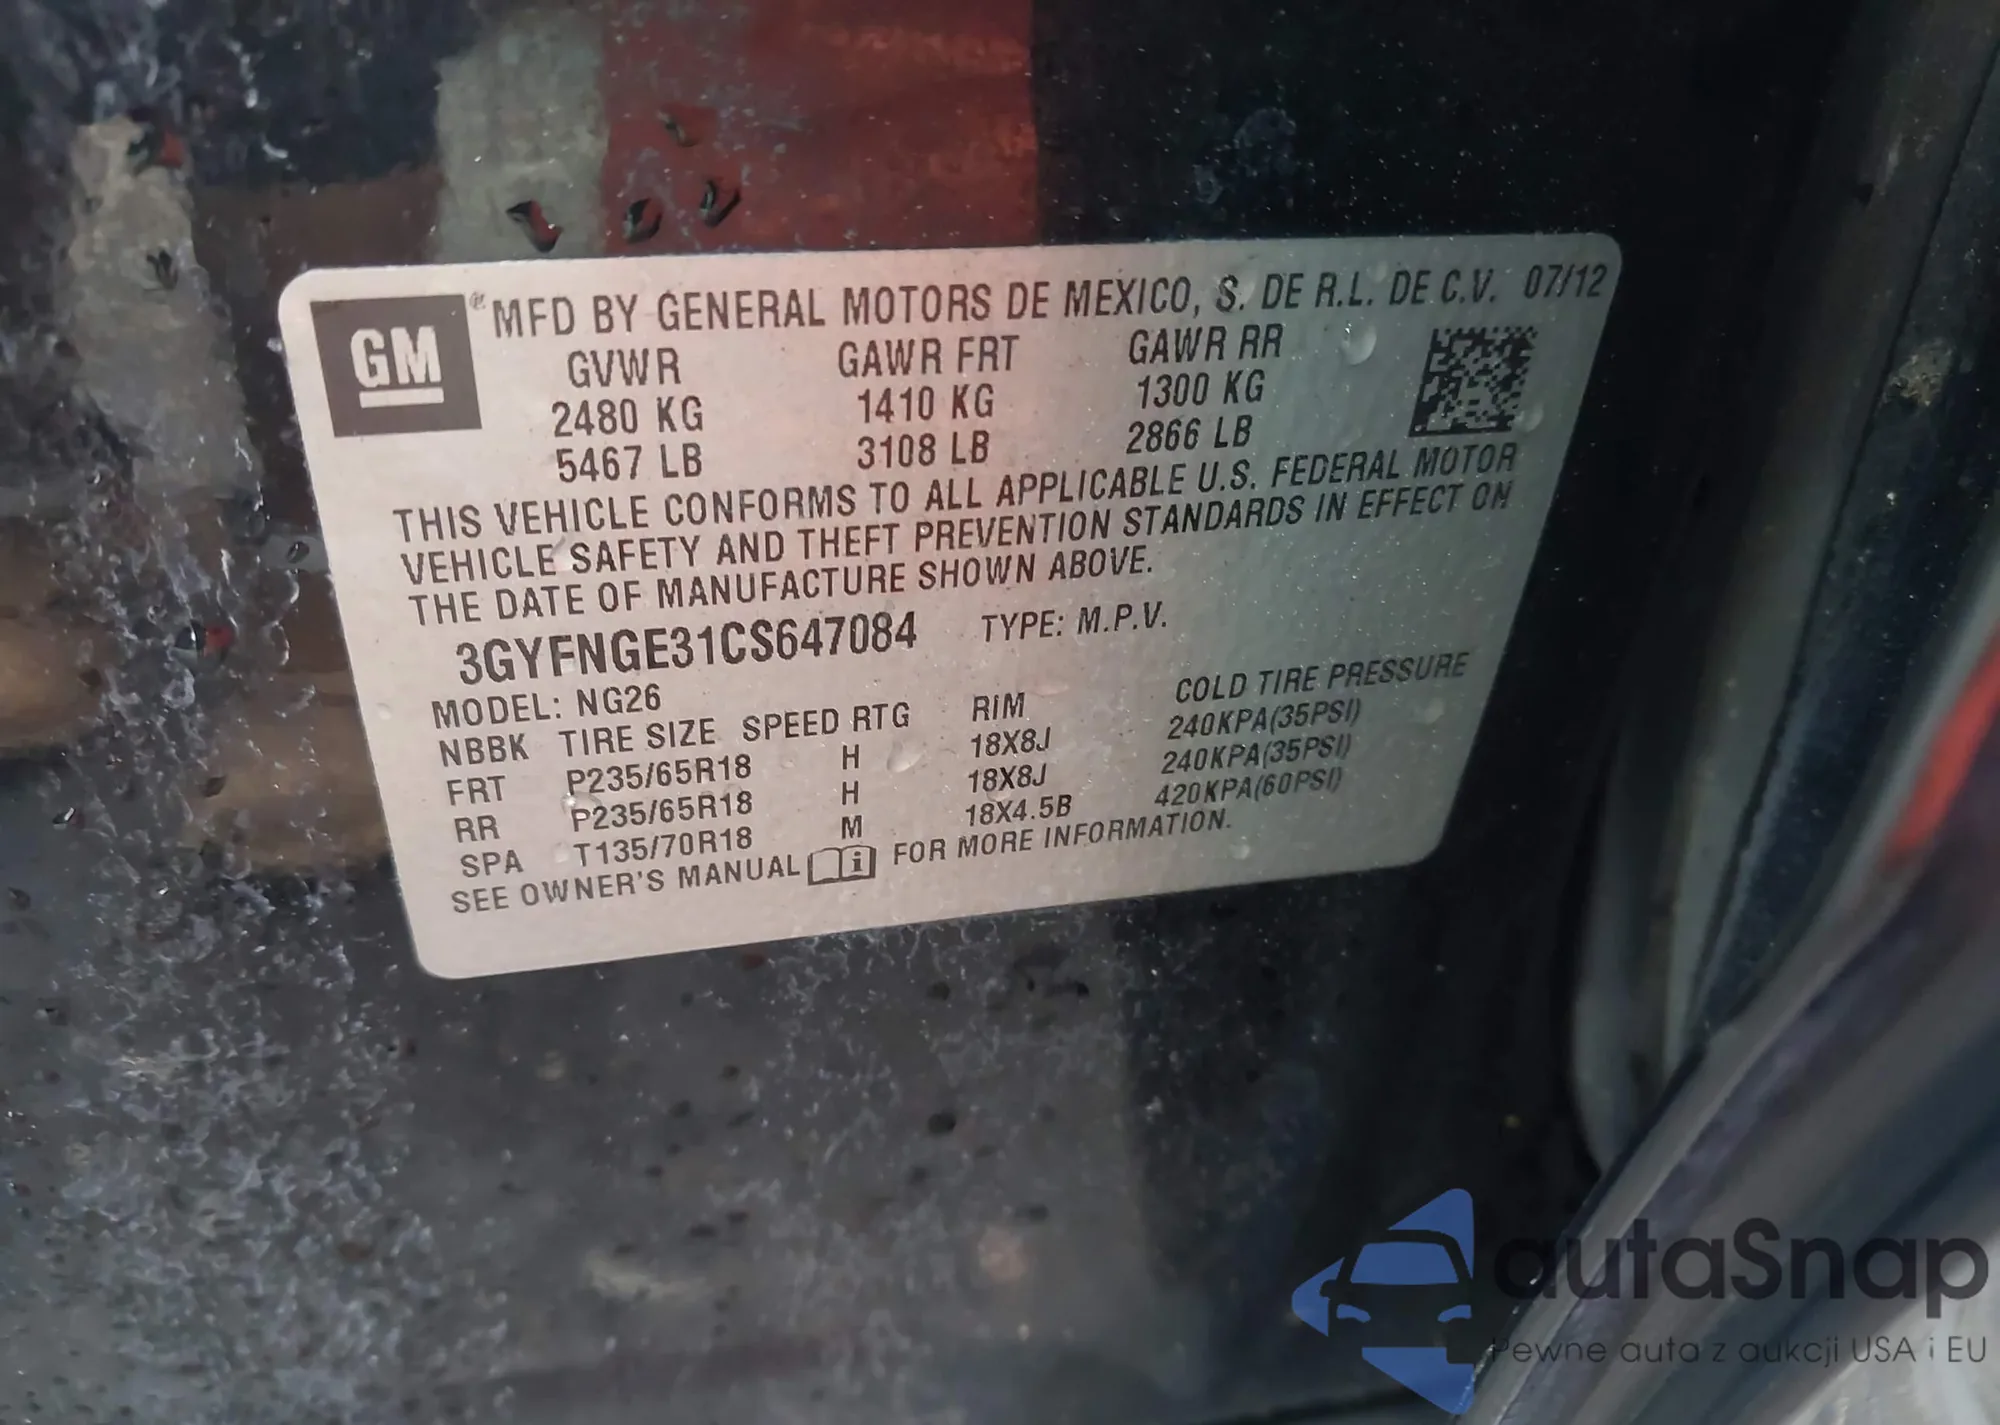 GM ® MFD BY GENERAL MOTORS DE MEXICO, S. DE R.L. DE C.V. 07/12
GVWR GAWR FRT GAWR RR
2480 KG 1410 KG 1300 KG
5467 LB 3108 LB 2866 LB
THIS VEHICLE CONFORMS TO ALL APPLICABLE U.S. FEDERAL MOTOR
VEHICLE SAFETY AND THEFT PREVENTION STANDARDS IN EFFECT ON
THE DATE OF MANUFACTURE SHOWN ABOVE.
3GYFNGE31CS647084 TYPE: M.P.V.
MODEL: NG26
NBBK TIRE SIZE SPEED RTG RIM COLD TIRE PRESSURE
FRT P235/65R18 H 18X8J 240KPA(35PSI)
RR P235/65R18 H 18X8J 240KPA(35PSI)
SPA T135/70R18 M 18X4.5B 420KPA(60PSI)
SEE OWNER'S MANUAL i FOR MORE INFORMATION.
autaSnap
Pewne auta z aukcji USA i EU